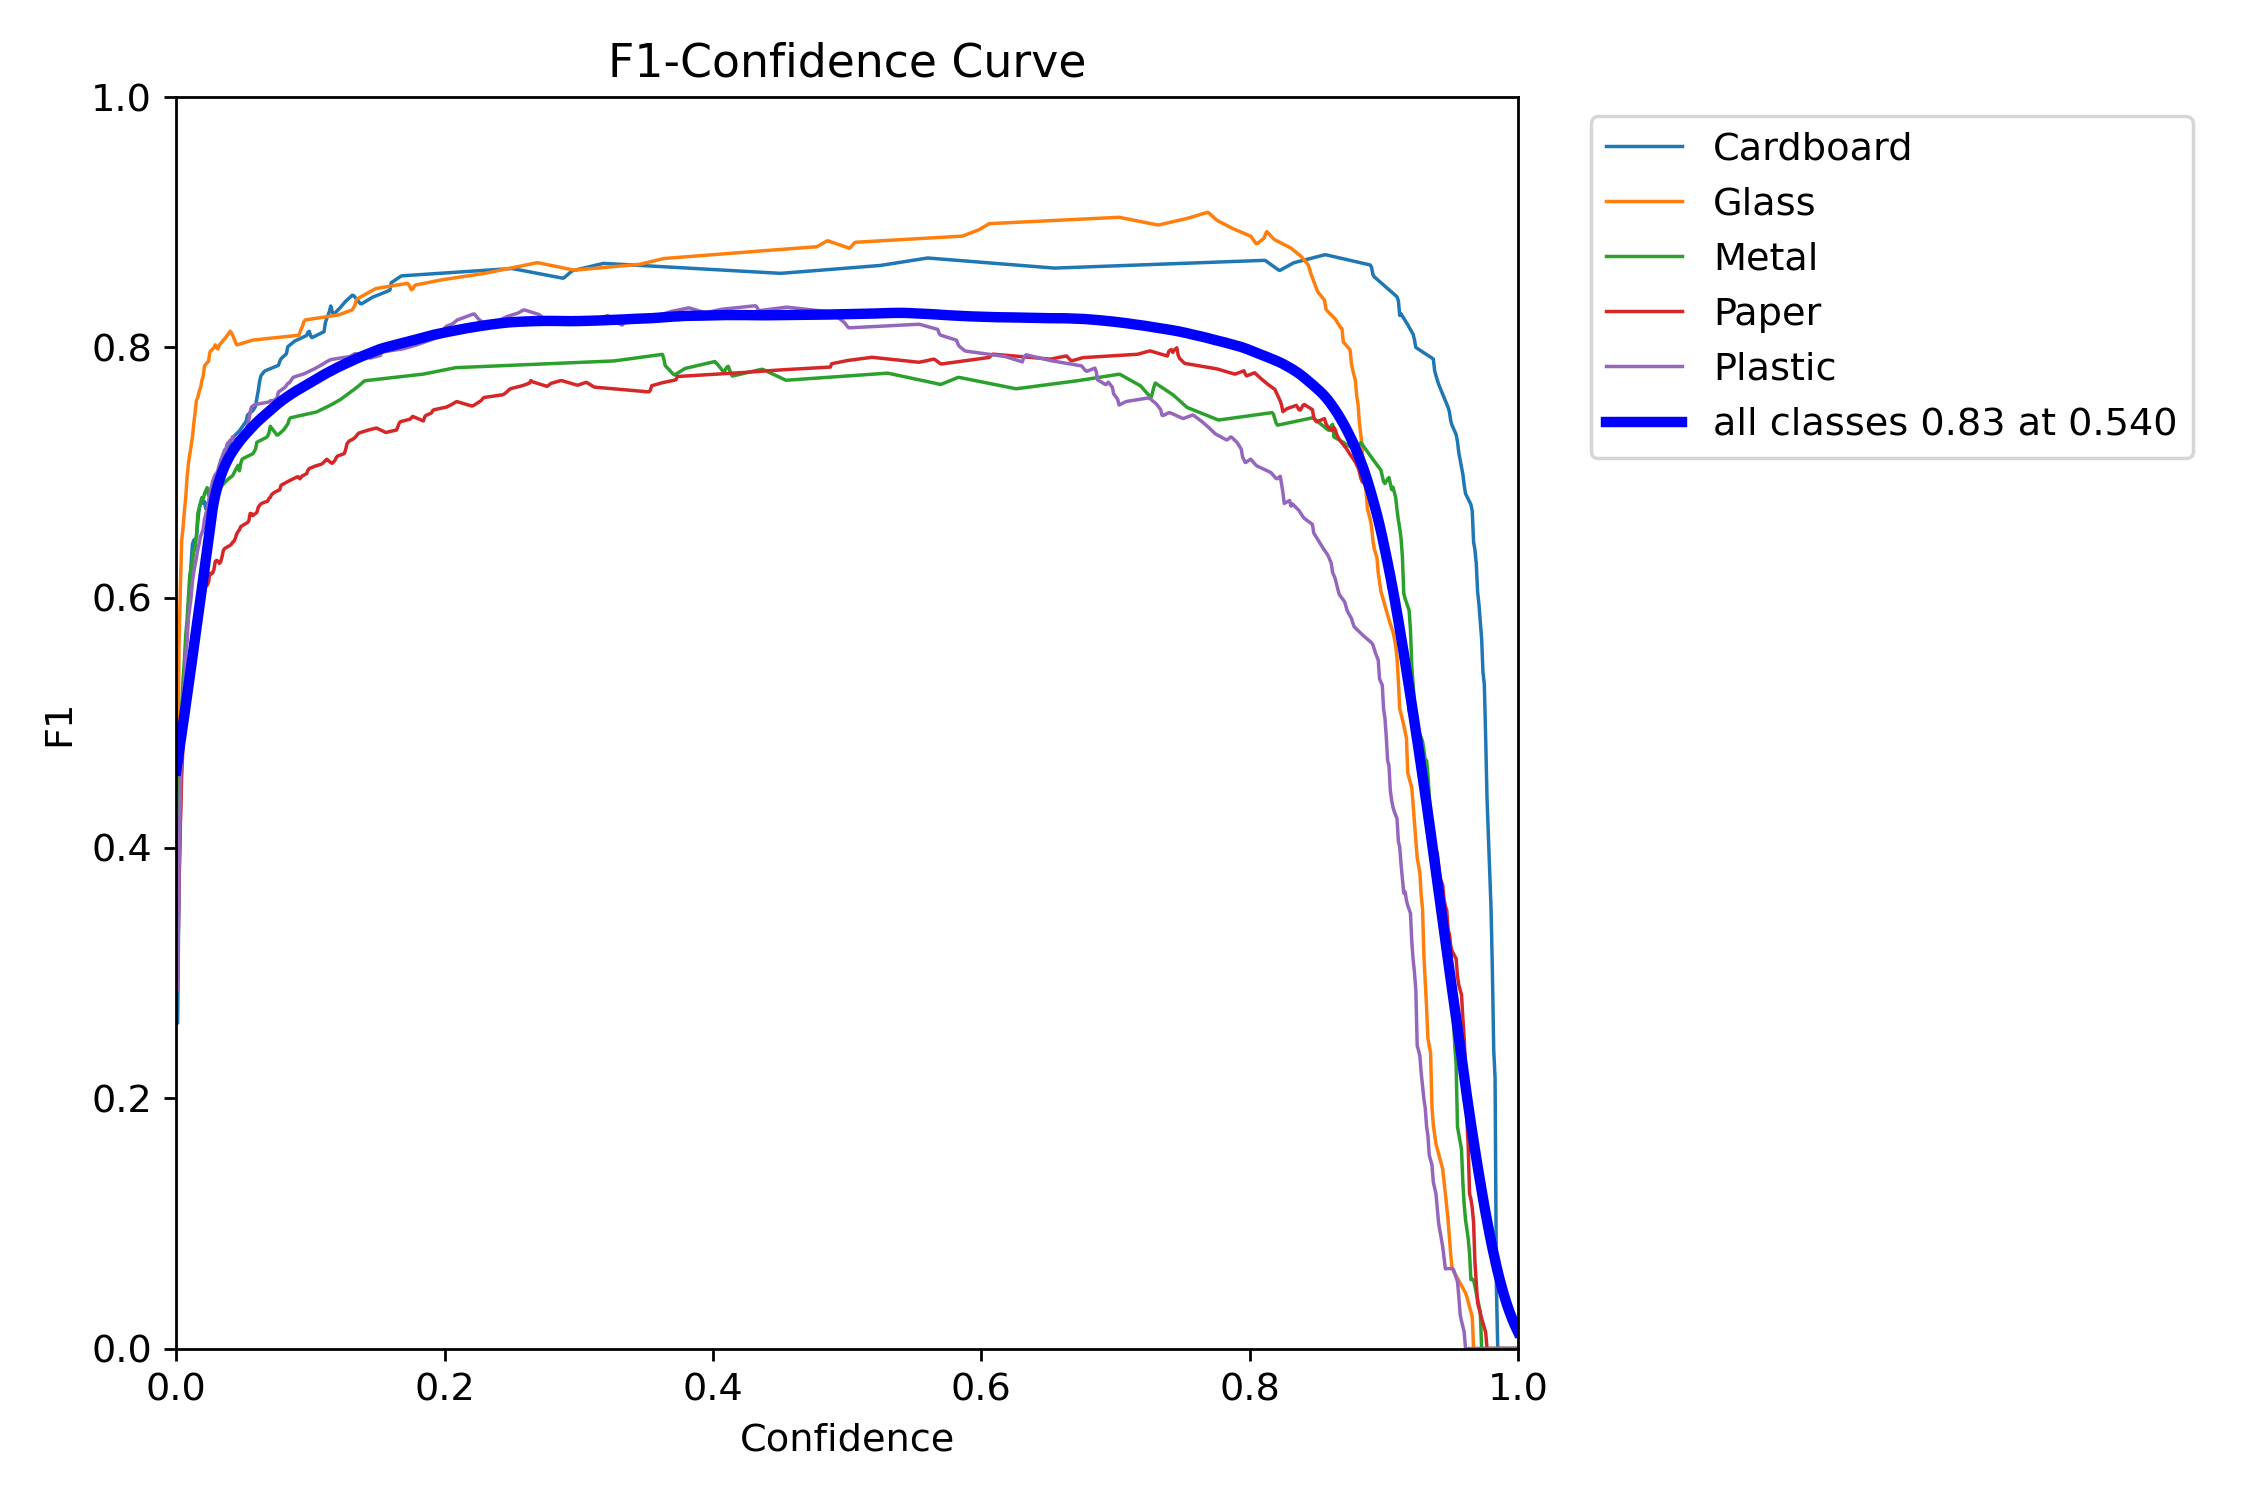 F1-Confidence Curve
1.0
0.8
0.6
0.4
0.2
0.0
F1
0.0 0.2 0.4 0.6 0.8 1.0
Confidence
Cardboard
Glass
Metal
Paper
Plastic
all classes 0.83 at 0.540